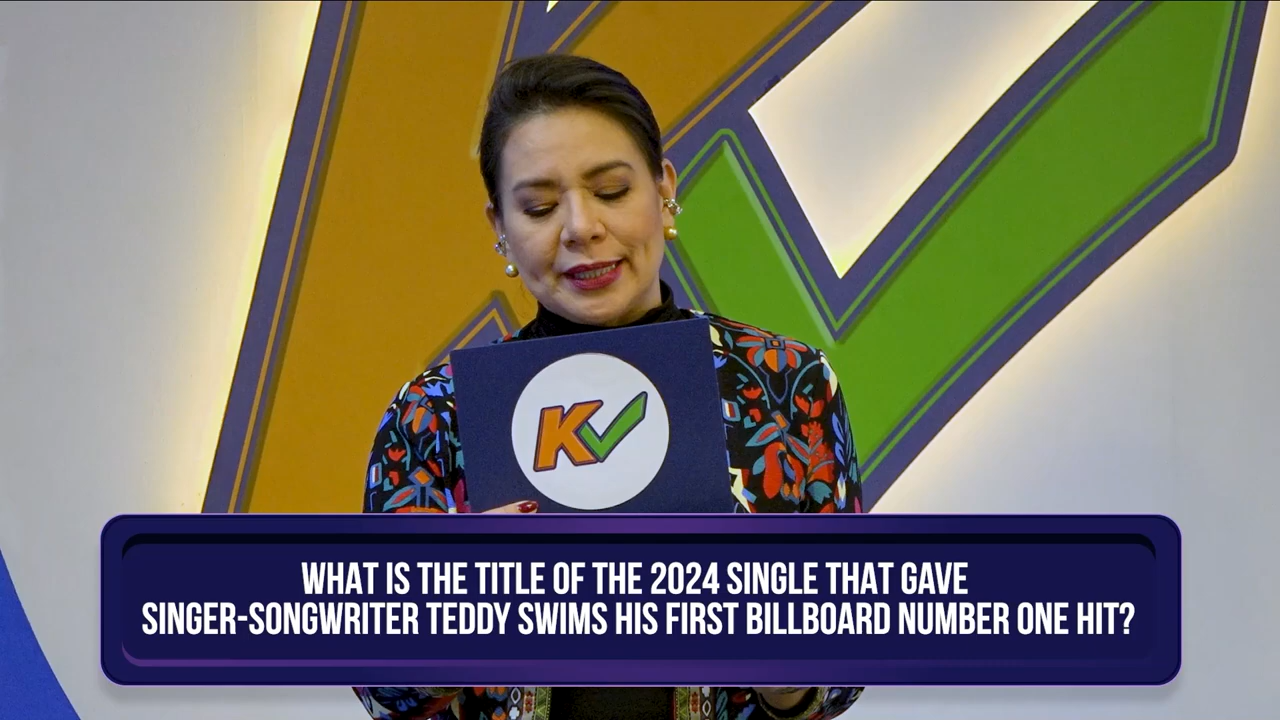 K
WHAT IS THE TITLE OF THE 2024 SINGLE THAT GAVE
SINGER-SONGWRITER TEDDY SWIMS HIS FIRST BILLBOARD NUMBER ONE HIT?